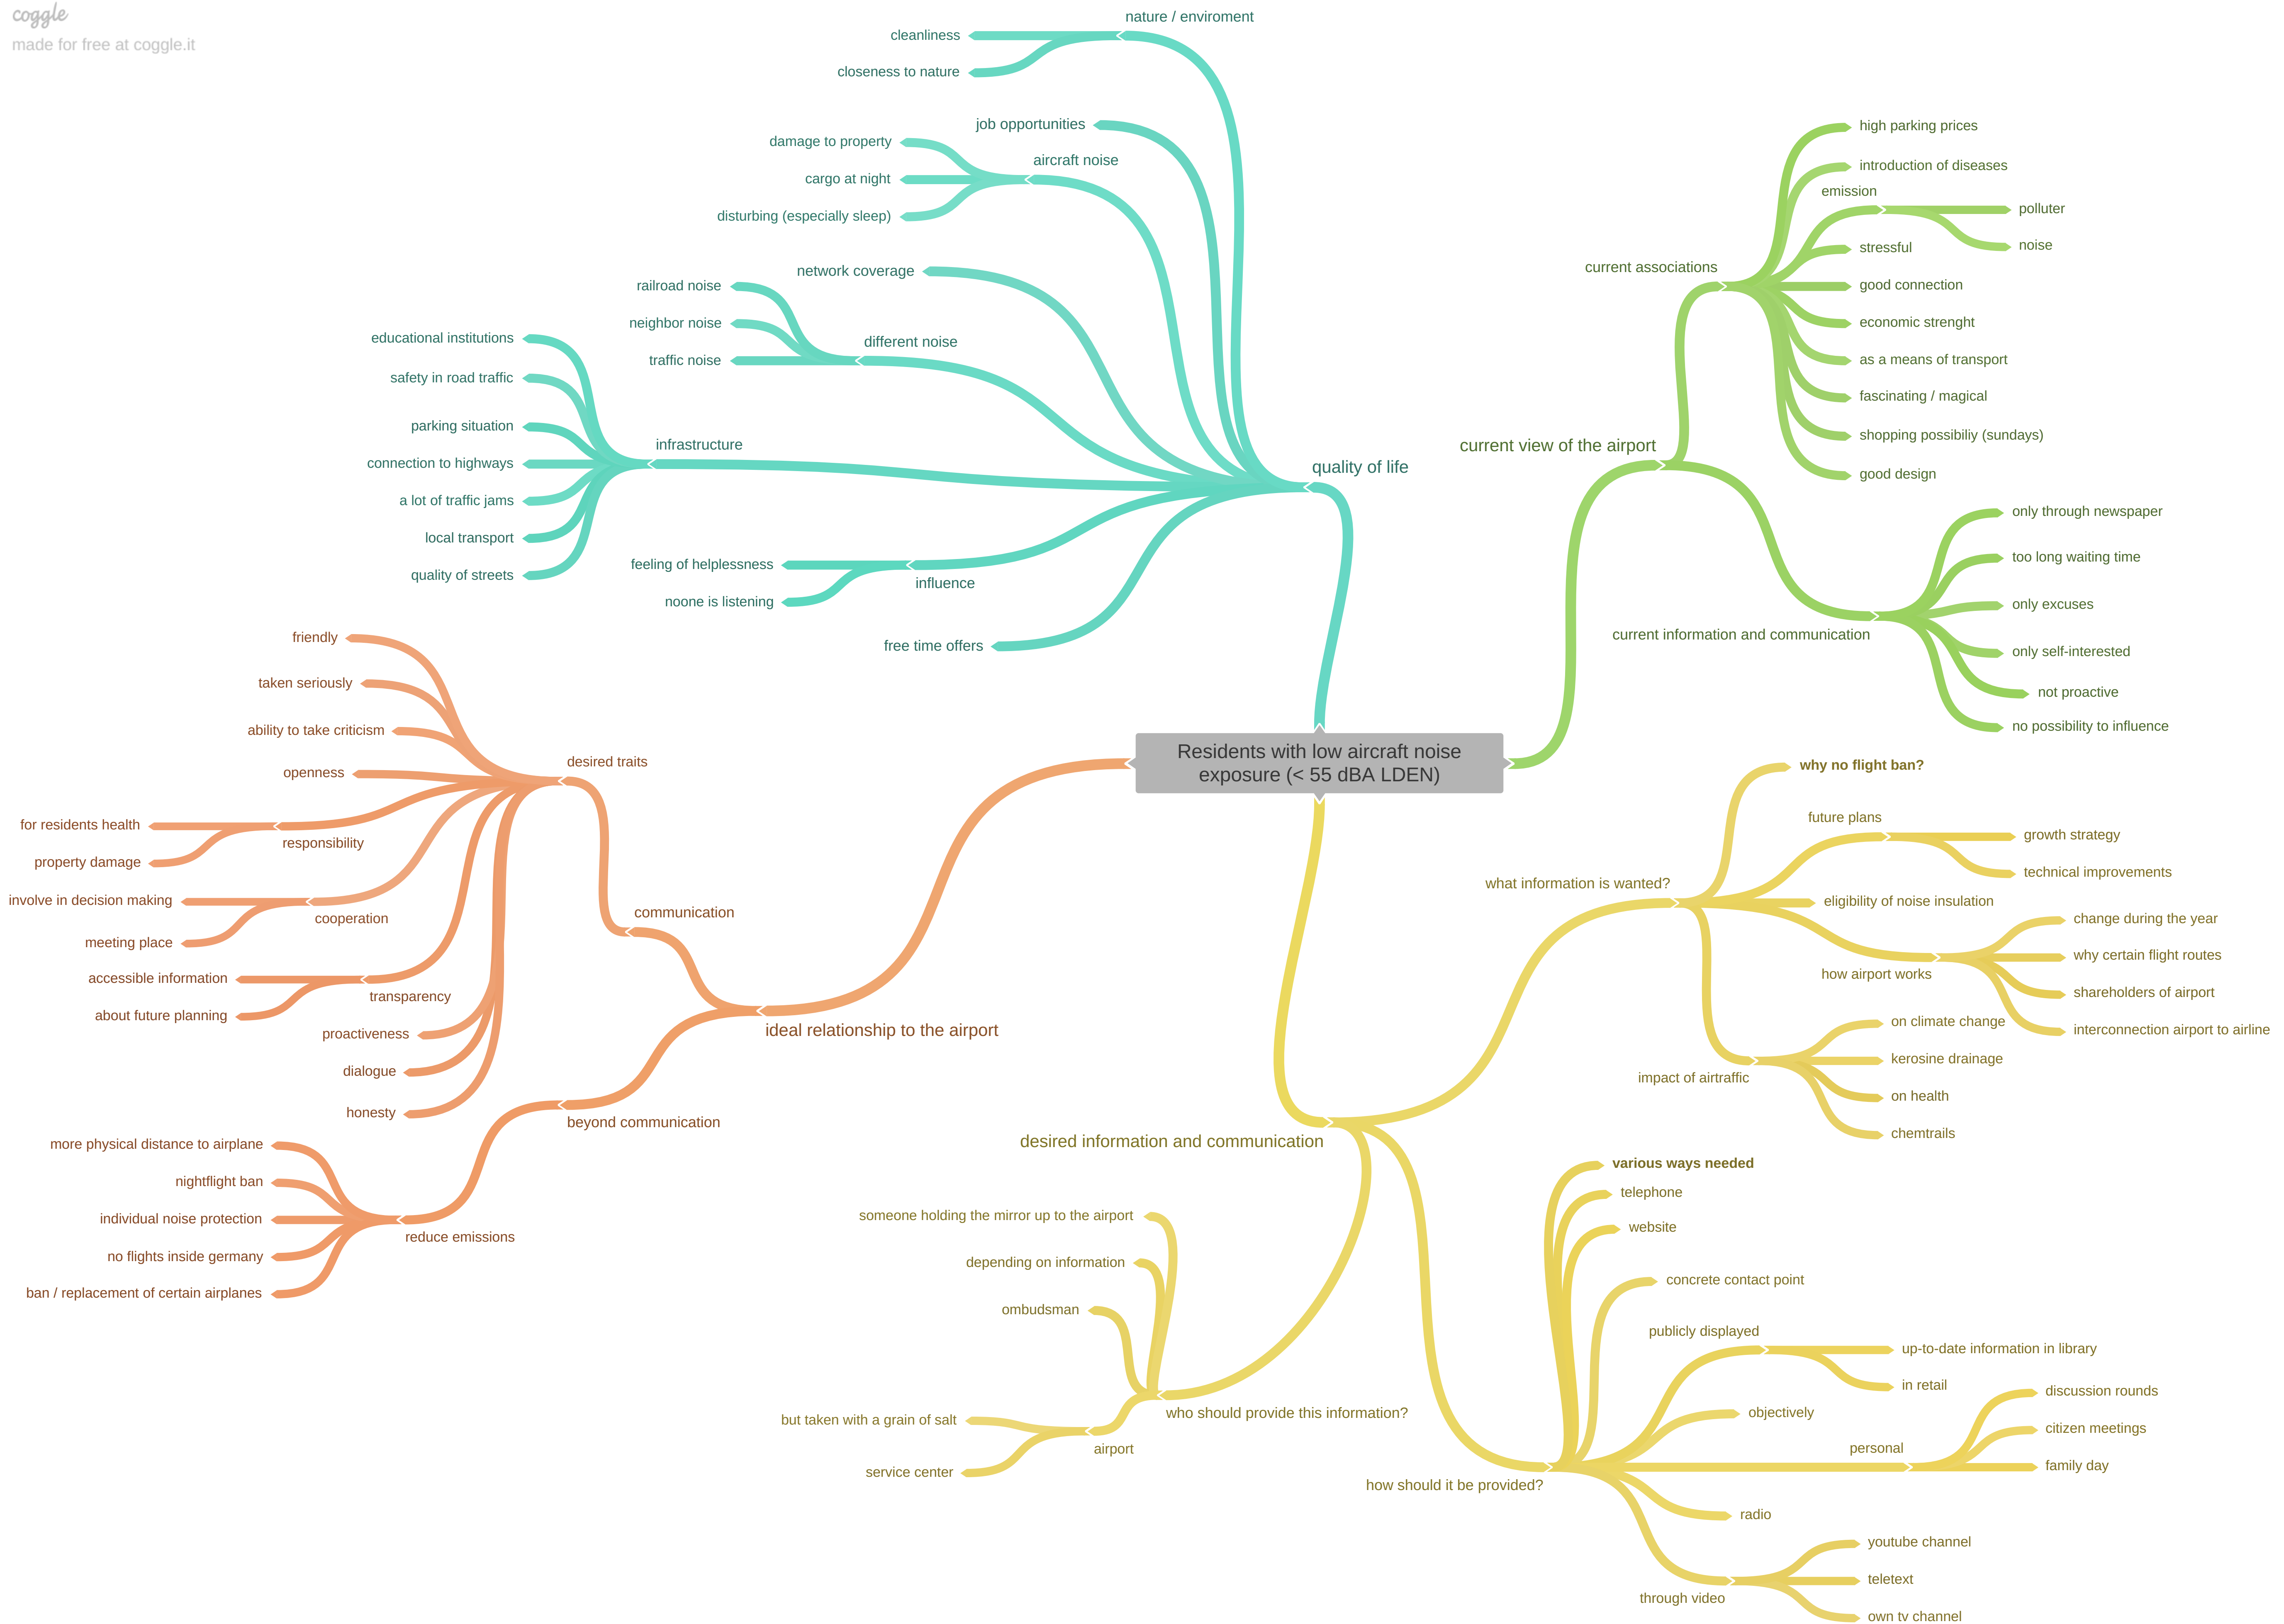 coggle
made for free at coggle.it
Residents with low aircraft noise
exposure (< 55 dBA LDEN)
quality of life
nature / enviroment
cleanliness
closeness to nature
job opportunities
aircraft noise
damage to property
cargo at night
disturbing (especially sleep)
network coverage
different noise
railroad noise
neighbor noise
traffic noise
infrastructure
educational institutions
safety in road traffic
parking situation
connection to highways
a lot of traffic jams
local transport
quality of streets
influence
feeling of helplessness
noone is listening
free time offers
current view of the airport
current associations
high parking prices
introduction of diseases
emission
polluter
noise
stressful
good connection
economic strenght
as a means of transport
fascinating / magical
shopping possibiliy (sundays)
good design
current information and communication
only through newspaper
too long waiting time
only excuses
only self-interested
not proactive
no possibility to influence
ideal relationship to the airport
communication
desired traits
friendly
taken seriously
ability to take criticism
openness
responsibility
for residents health
property damage
cooperation
involve in decision making
meeting place
transparency
accessible information
about future planning
proactiveness
dialogue
honesty
beyond communication
reduce emissions
more physical distance to airplane
nightflight ban
individual noise protection
no flights inside germany
ban / replacement of certain airplanes
desired information and communication
what information is wanted?
why no flight ban?
future plans
growth strategy
technical improvements
eligibility of noise insulation
how airport works
change during the year
why certain flight routes
shareholders of airport
interconnection airport to airline
impact of airtraffic
on climate change
kerosine drainage
on health
chemtrails
who should provide this information?
someone holding the mirror up to the airport
depending on information
ombudsman
airport
but taken with a grain of salt
service center
how should it be provided?
various ways needed
telephone
website
concrete contact point
publicly displayed
up-to-date information in library
in retail
objectively
personal
discussion rounds
citizen meetings
family day
radio
through video
youtube channel
teletext
own tv channel